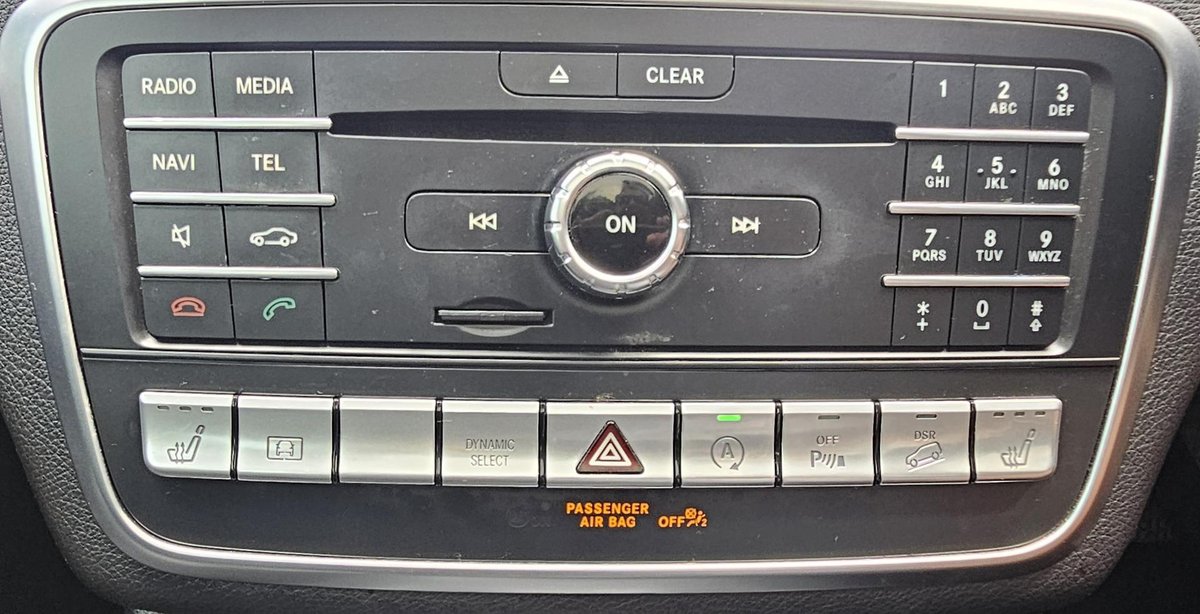 RADIO MEDIA CLEAR 1 2 3
ABC DEF
NAVI TEL 4 5 6
GHI JKL MNO
ON
7 8 9
PQRS TUV WXYZ
* 0 #
+
DYNAMIC
SELECT
A
OFF
P
DSR
PASSENGER
AIR BAG OFF
2